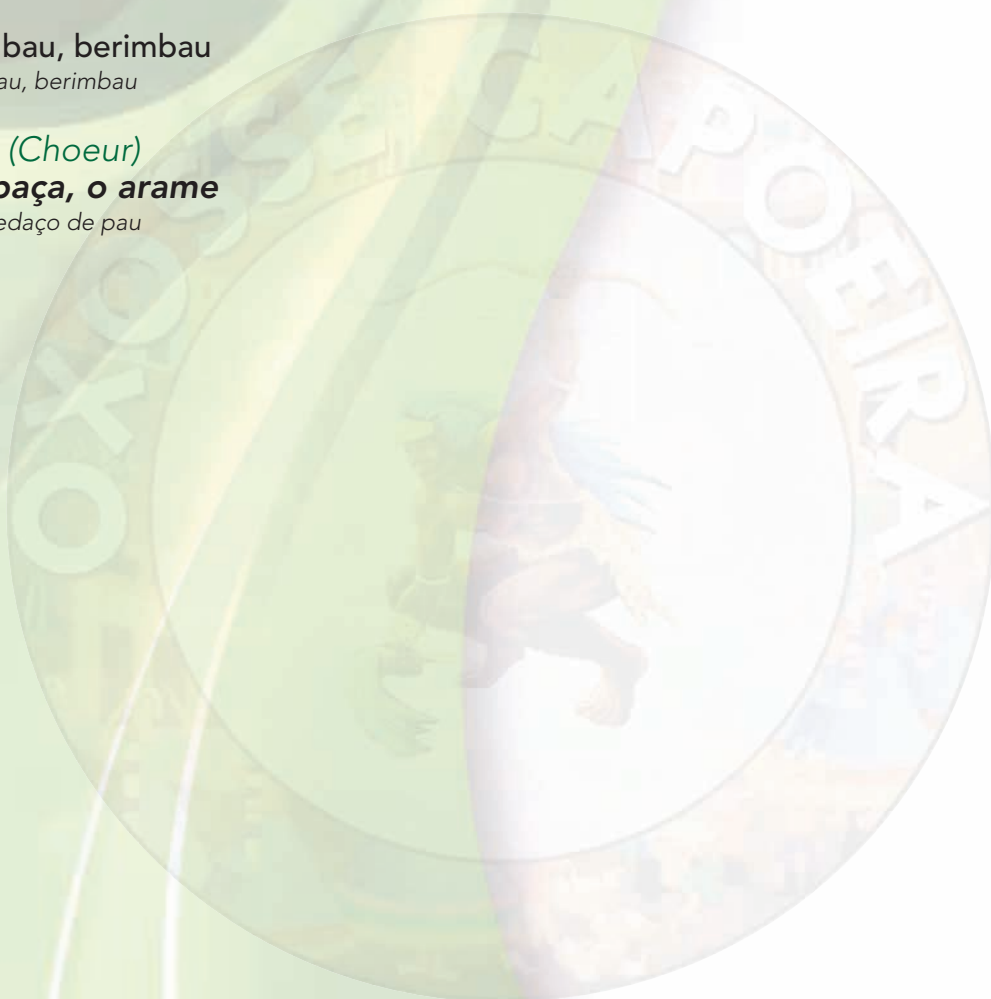 bau, berimbau
au, berimbau
(Choeur)
paça, o arame
edaço de pau
OXOSSE CAPOEIRA